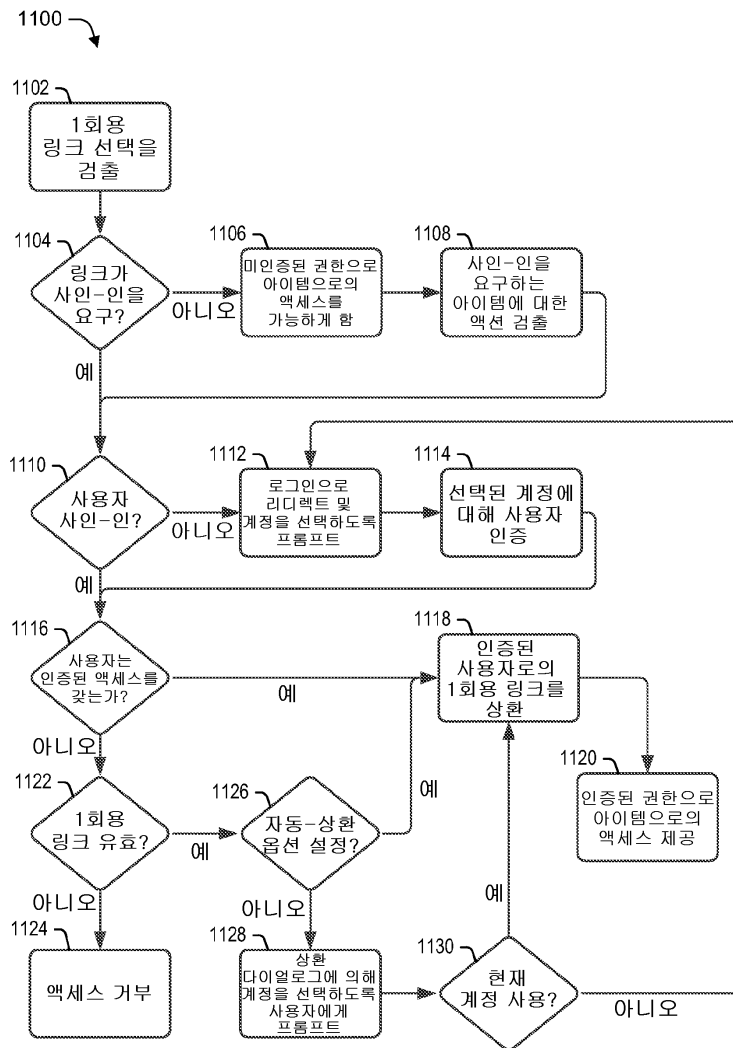 1100
1102
1회용
링크 선택을
검출
1104
링크가
사인-인을
요구?
아니오
예
1106
미인증된 권한으로
아이템으로의
액세스를
가능하게 함
1108
사인-인을
요구하는
아이템에 대한
액션 검출
1110
사용자
사인-인?
아니오
예
1112
로그인으로
리디렉트 및
계정을 선택하도록
프롬프트
1114
선택된 계정에
대해 사용자
인증
1116
사용자는
인증된 액세스를
갖는가?
예
아니오
1118
인증된
사용자로의
1회용 링크를
상환
1120
인증된 권한으로
아이템으로의
액세스 제공
1122
1회용
링크 유효?
예
아니오
1124
액세스 거부
1126
자동-상환
옵션 설정?
예
아니오
1128
상환
다이얼로그에 의해
계정을 선택하도록
사용자에게
프롬프트
1130
현재
계정 사용?
예
아니오